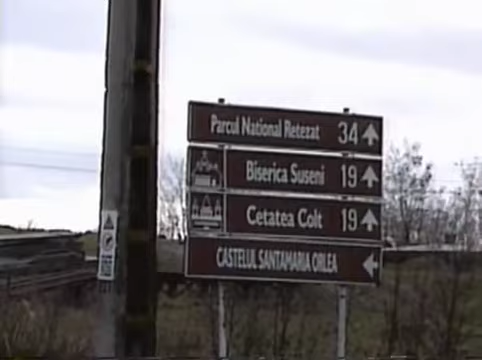 Parcul National Retezat 34
Biserica Suseni 19
Cetatea Colt 19
CASTELUL SANTAMARIA ORLEA